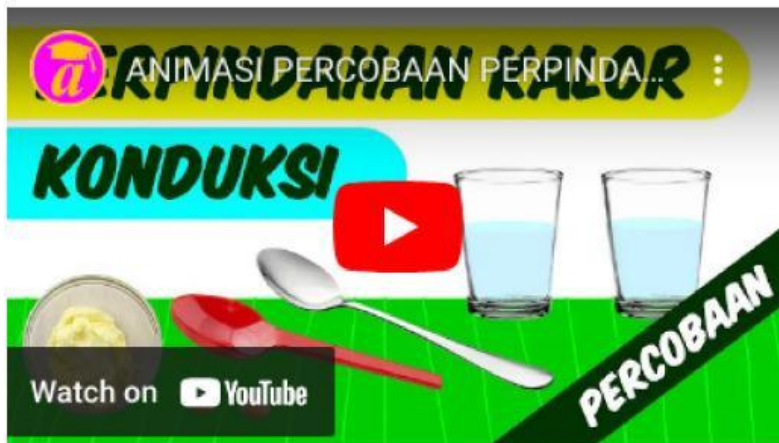 PERPINDAHAN KALOR
a
ANIMASI PERCOBAAN PERPINDA...
KONDUKSI
PERCOBAAN
Watch on YouTube